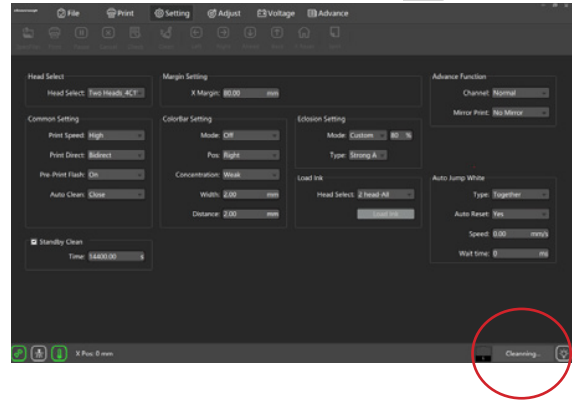 File Print Setting Adjust Voltage Advance
Head Select
Head Select: Two Heads_4C1
Margin Setting
X Margin: 80.00 mm
Advance Function
Channel: Normal
Mirror Print: No Mirror
Common Setting
Print Speed: High
Print Direct: Bidirect
Pre-Print Flash: On
Auto Clean: Close
ColorBar Setting
Mode: Off
Pos: Right
Concentration: Weak
Width: 2.00 mm
Distance: 2.00 mm
Eclosion Setting
Mode: Custom 80 %
Type: Strong A
Load Ink
Head Select: 2 head-All
Load Ink
Auto Jump White
Type: Together
Auto Reset: Yes
Speed: 0.00 mm/s
Wait time: 0 ms
Standby Clean
Time: 14400.00 s
X Pos: 0 mm
Cleanning..